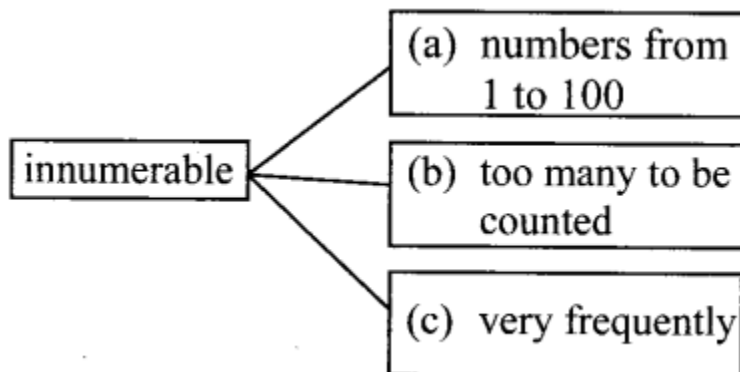 (a) numbers from
1 to 100
innumerable
(b) too many to be
counted
(c) very frequently